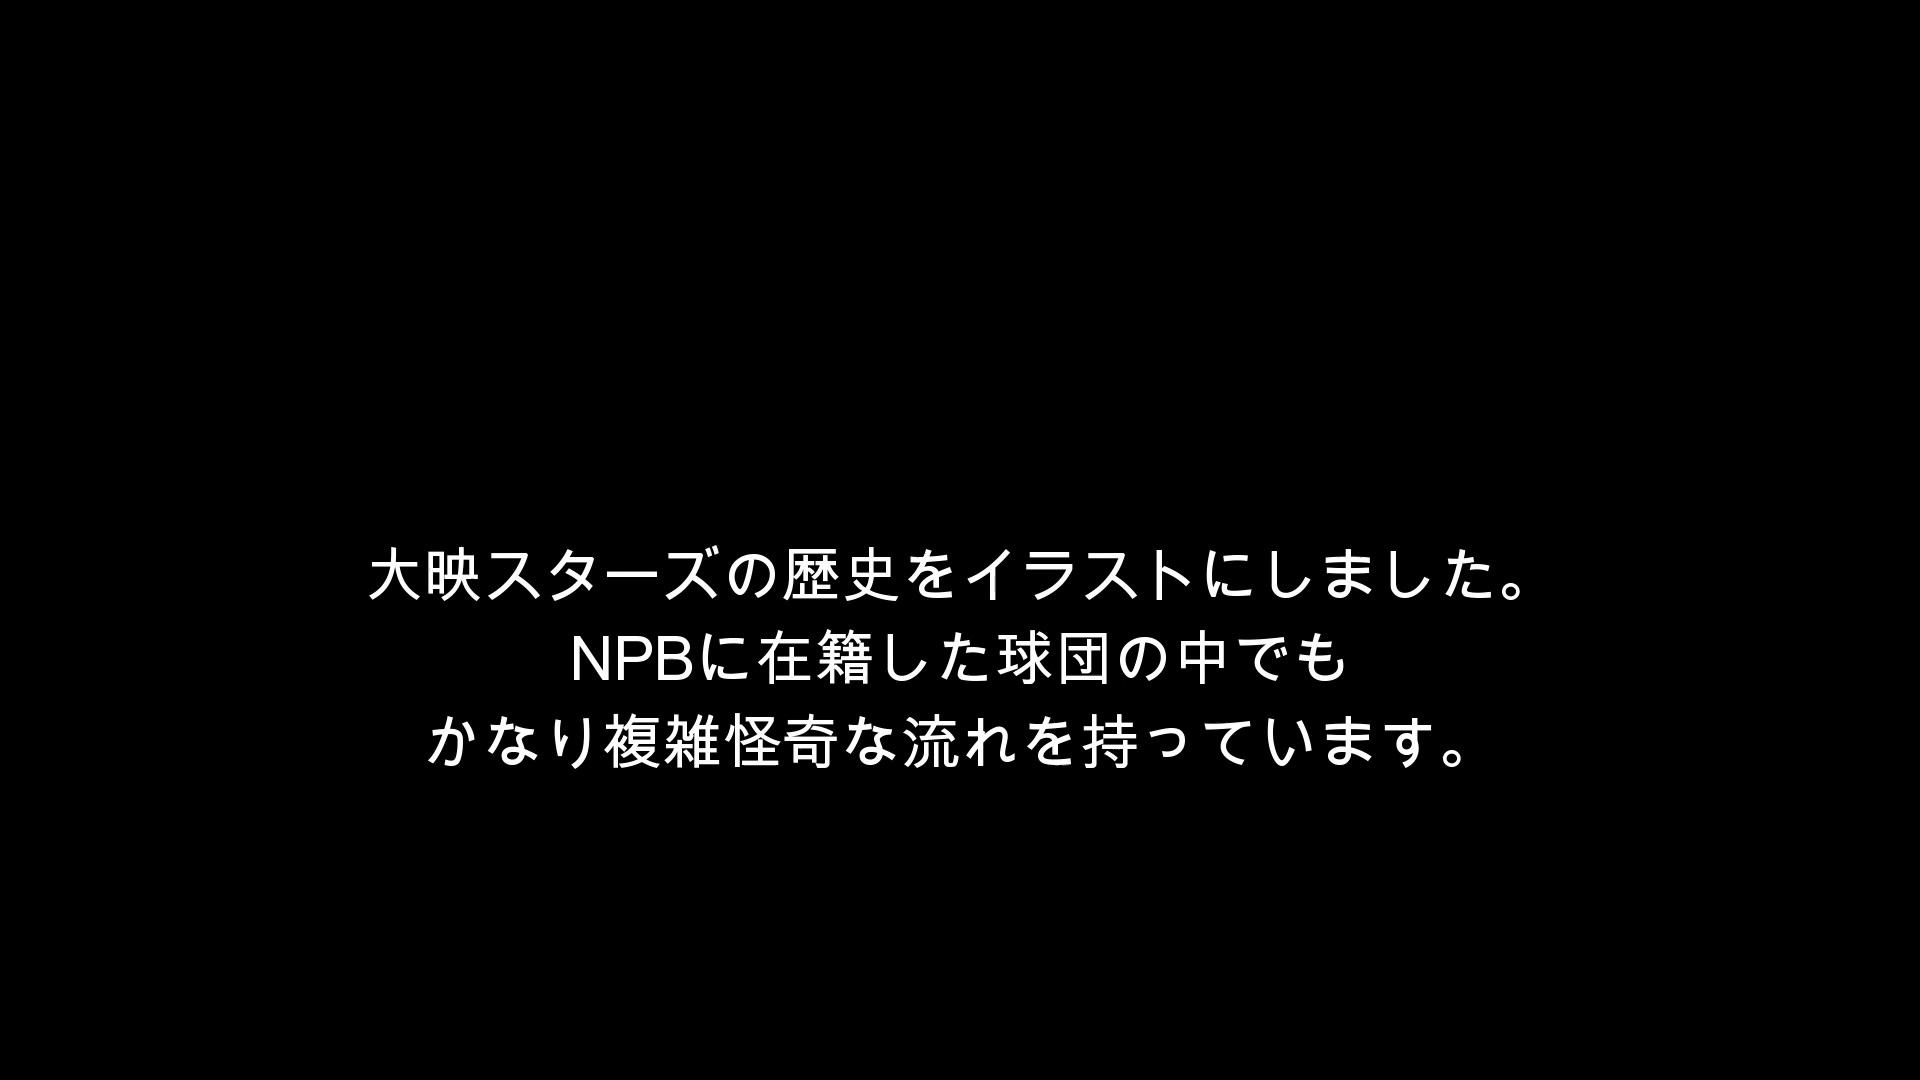 大映スターズの歴史をイラストにしました。
NPBに在籍した球団の中でも
かなり複雑怪奇な流れを持っています。